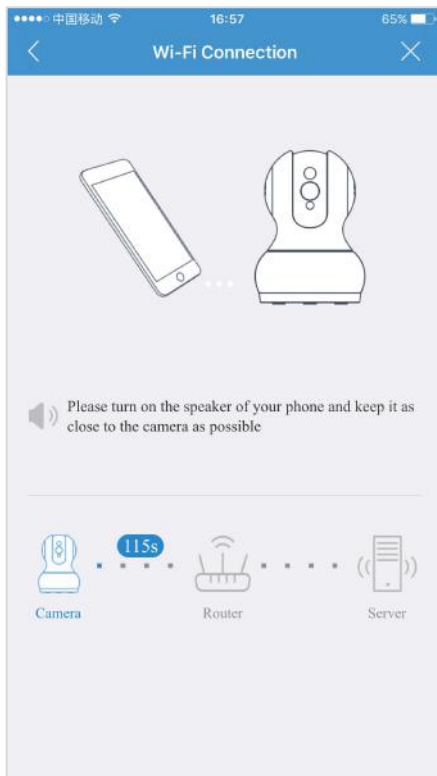 中国移动 16:57 65%
Wi-Fi Connection
Please turn on the speaker of your phone and keep it as
close to the camera as possible
115s
Camera Router Server